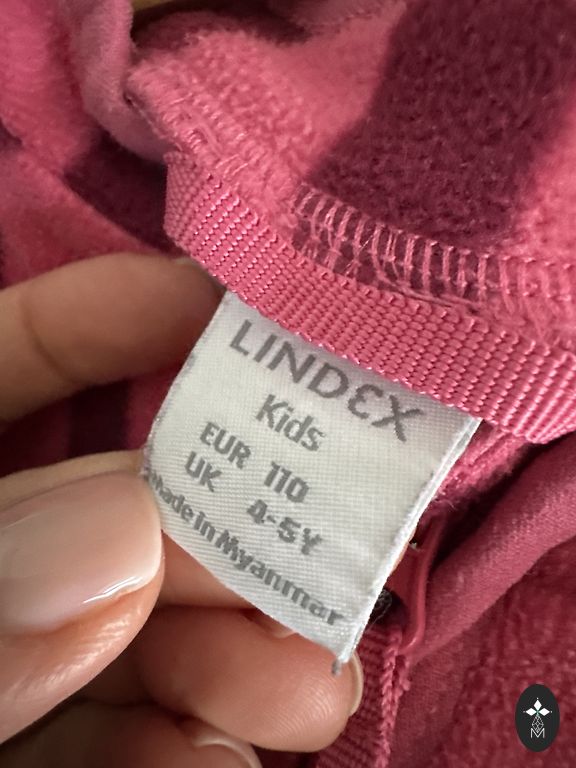 LINDEX
Kids
EUR 110
UK 4-5Y
Made in Myanmar
M